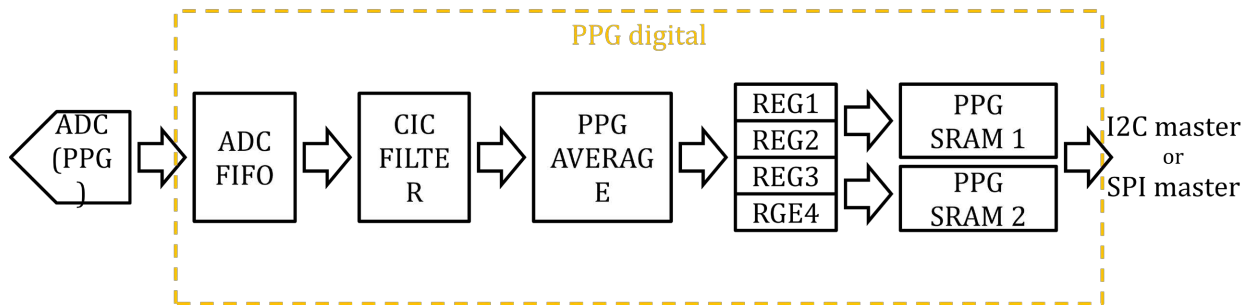 PPG digital
ADC
(PPG
)
ADC
FIFO
CIC
FILTE
R
PPG
AVERAG
E
REG1
REG2
REG3
RGE4
PPG
SRAM 1
PPG
SRAM 2
I2C master
or
SPI master